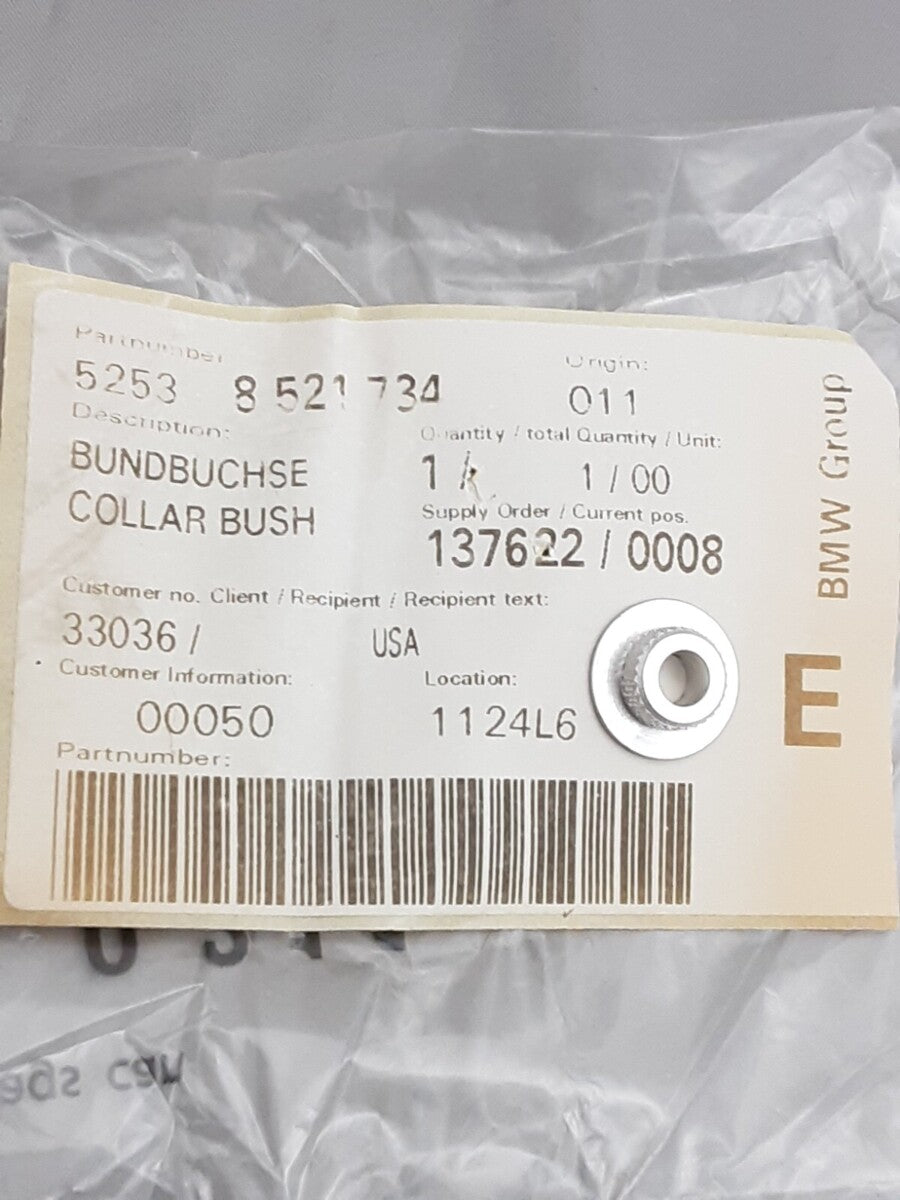 Partnumber
Origin:
5253 8 521 734
011
Description:
Quantity / total Quantity / Unit:
BUNDBUCHSE
1 / 1 / 00
COLLAR BUSH
Supply Order / Current pos.
137622 / 0008
Customer no. Client / Recipient / Recipient text:
33036 / USA
Customer Information:
Location:
00050
1124L6
Partnumber:
BMW Group
E